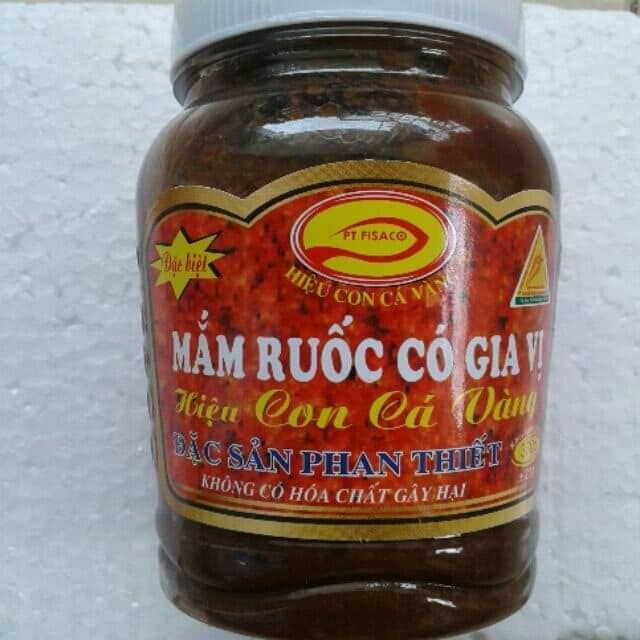 PT FISACO
HIỆU CON CÁ VÀNG
Đặc biệt
MẮM RUỐC CÓ GIA VỊ
Hiệu Con Cá Vàng
ĐẶC SẢN PHAN THIẾT
KHÔNG CÓ HÓA CHẤT GÂY HẠI